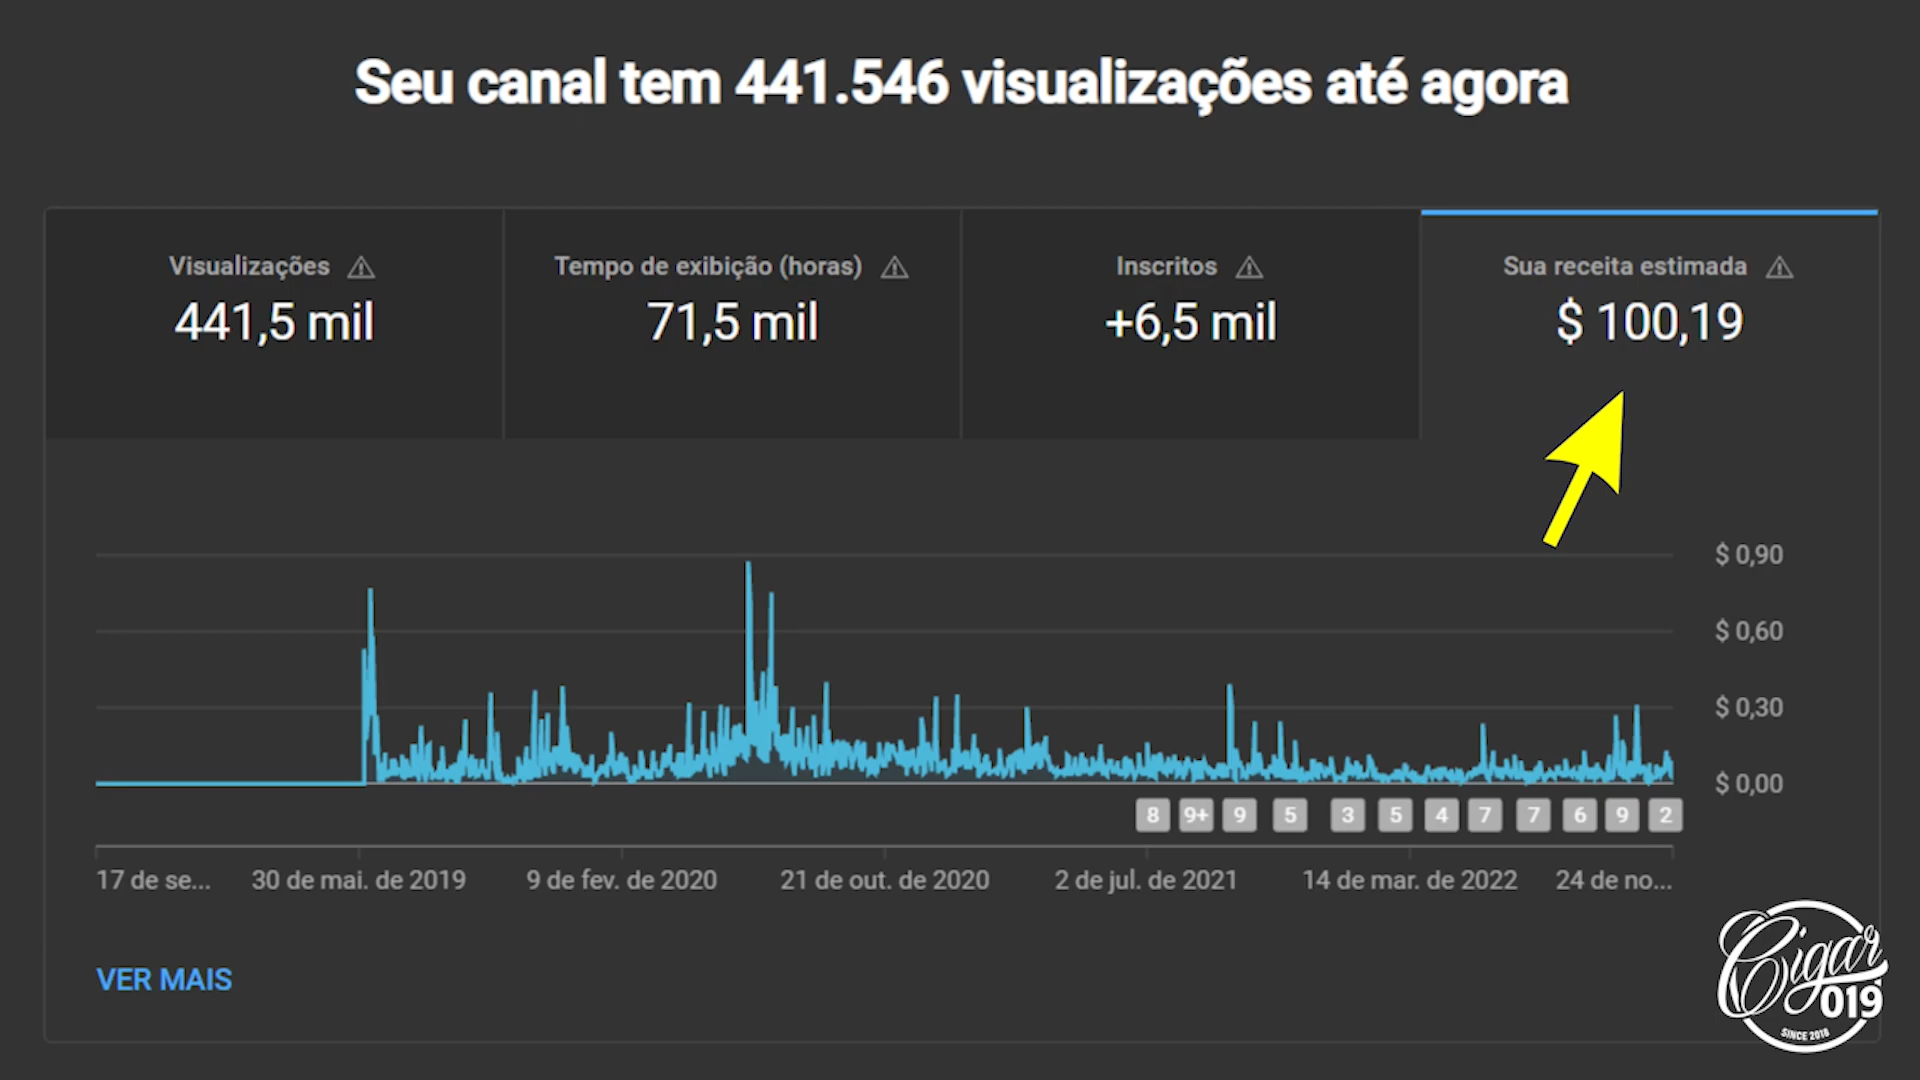 Seu canal tem 441.546 visualizações até agora
Visualizações
441,5 mil
Tempo de exibição (horas)
71,5 mil
Inscritos
+6,5 mil
Sua receita estimada
$ 100,19
$ 0,90
$ 0,60
$ 0,30
$ 0,00
8 9+ 9 5 3 5 4 7 7 6 9 2
17 de se... 30 de mai. de 2019 9 de fev. de 2020 21 de out. de 2020 2 de jul. de 2021 14 de mar. de 2022 24 de no...
VER MAIS
Cigar
019
SINCE 2018